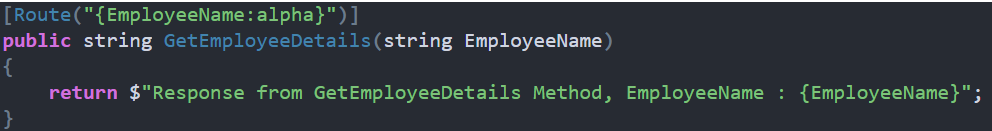 [Route("{EmployeeName:alpha}")]
public string GetEmployeeDetails(string EmployeeName)
{
    return $"Response from GetEmployeeDetails Method, EmployeeName : {EmployeeName}";
}